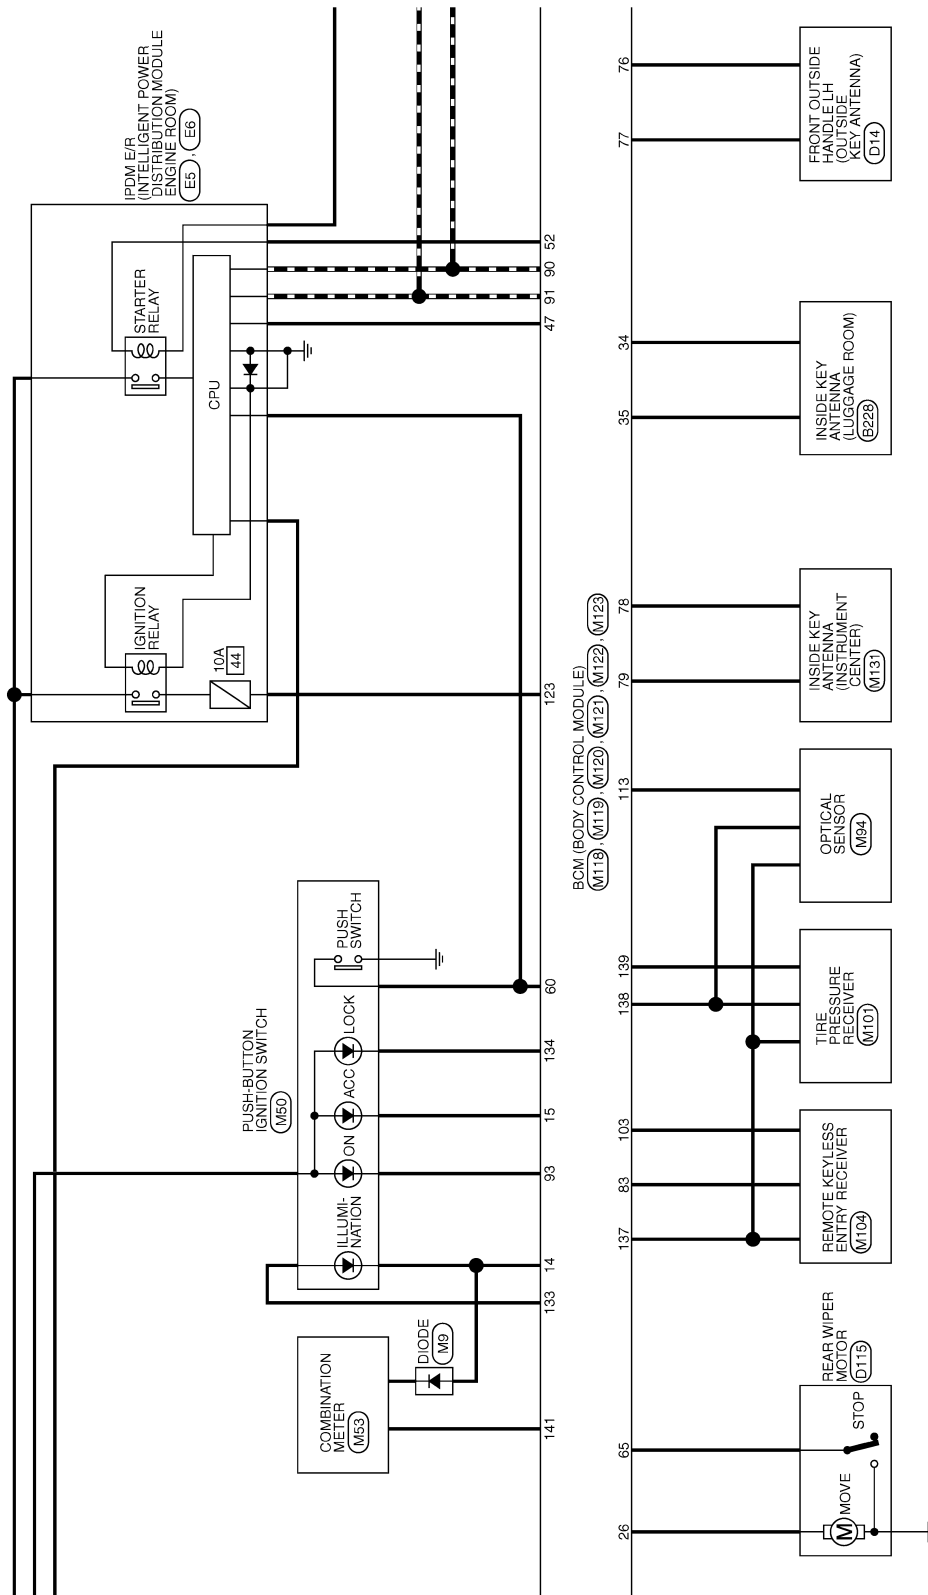 IPDM E/R
(INTELLIGENT POWER
DISTRIBUTION MODULE
ENGINE ROOM)
E5 , E6
STARTER
RELAY
CPU
IGNITION
RELAY
10A
44
52
90
91
47
123
PUSH-BUTTON
IGNITION SWITCH
M50
PUSH
SWITCH
LOCK
ACC
ON
ILLUMI-
NATION
60
134
15
93
14
133
141
COMBINATION
METER
M53
DIODE
M9
BCM (BODY CONTROL MODULE)
M118 , M119 , M120 , M121 , M122 , M123
76
77
34
35
78
79
113
139
138
103
83
137
65
26
FRONT OUTSIDE
HANDLE LH
(OUTSIDE
KEY ANTENNA)
D14
INSIDE KEY
ANTENNA
(LUGGAGE ROOM)
B228
INSIDE KEY
ANTENNA
(INSTRUMENT
CENTER)
M131
OPTICAL
SENSOR
M94
TIRE
PRESSURE
RECEIVER
M101
REMOTE KEYLESS
ENTRY RECEIVER
M104
REAR WIPER
MOTOR
D115
STOP
MOVE
M